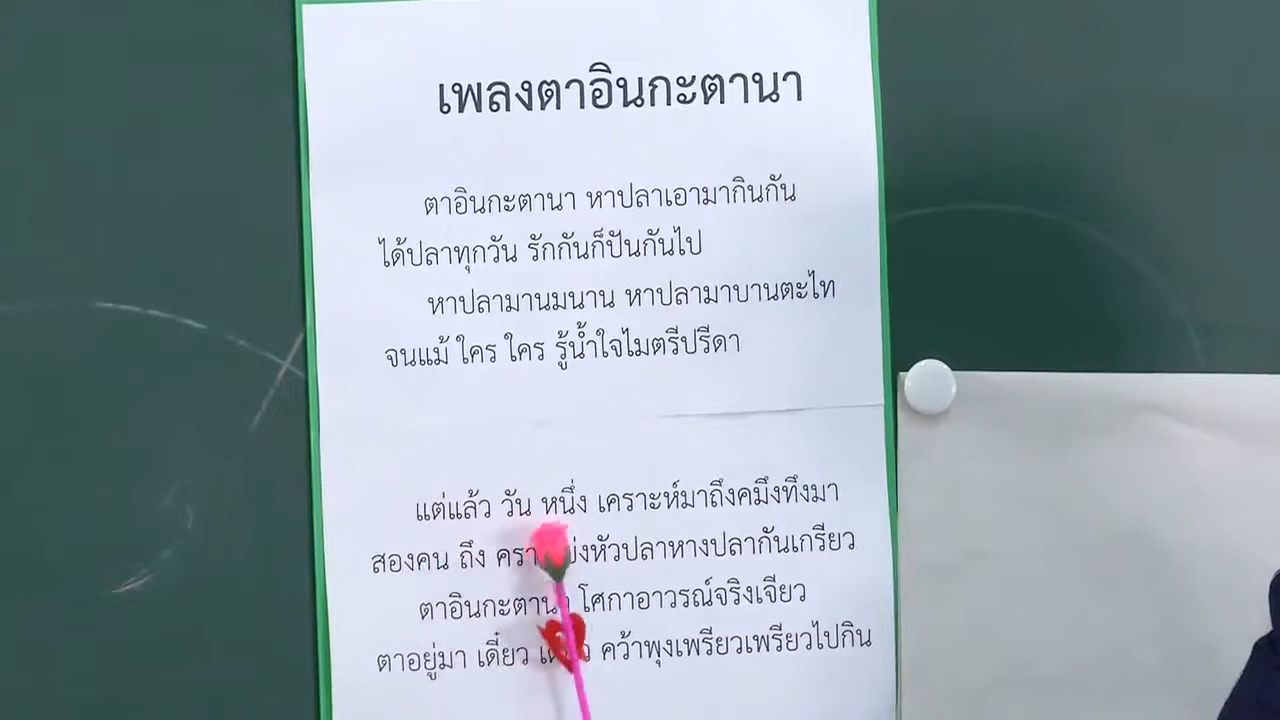 เพลงตาอินกะตานา
ตาอินกะตานา หาปลาเอามากินกัน
ได้ปลาทุกวัน รักกันก็ปันกันไป
หาปลามานมนาน หาปลามาบานตะไท
จนแม้ ใคร ใคร รู้น้ำใจไมตรีปรีดา
แต่แล้ว วัน หนึ่ง เคราะห์มาถึงคมึงทึงมา
สองคน ถึง หัวปลาหางปลากันเกรียว
ตาอินกะตานา โศกาอาวรณ์จริงเจียว
ตาอยู่มา เดี๋ยว คว้าพุงเพรียวเพรียวไปกิน